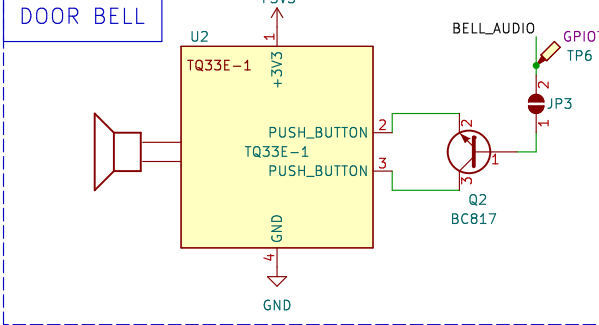 DOOR BELL
+3V3
U2
1
TQ33E-1
+3V3
BELL_AUDIO
TP6
2
JP3
1
PUSH_BUTTON
2
2
TQ33E-1
1
PUSH_BUTTON
3
3
Q2
BC817
GND
4
GND